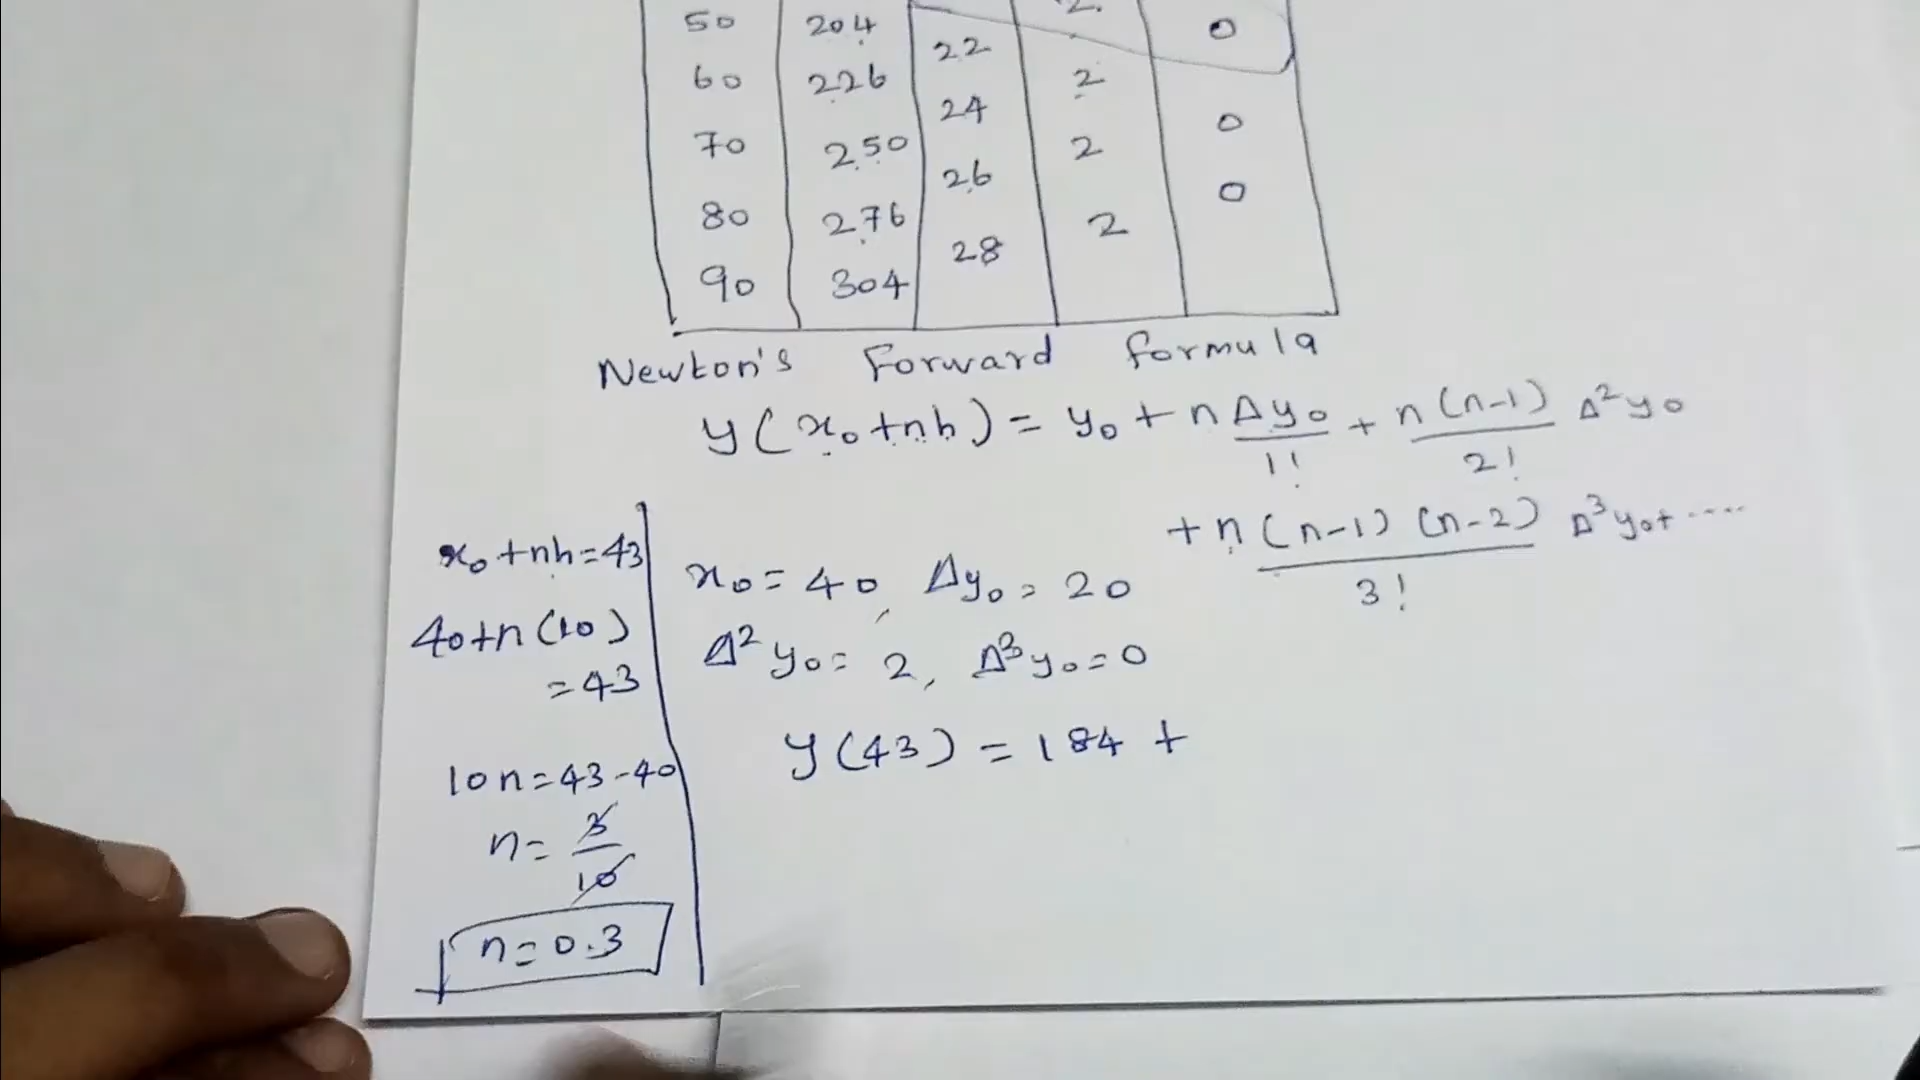 2
50 204 0
22
60 226 2
24 0
70 250 2
26 0
80 276 2
28
90 304
Newton's Forward Formula
y(x₀+nh) = y₀ + n Δy₀/1! + n(n-1)/2! Δ²y₀
+ n(n-1)(n-2)/3! Δ³y₀+ ....
x₀+nh=43
40+n(10)
=43
10n=43-40
n=3/10
n=0.3
x₀=40, Δy₀=20
Δ²y₀=2, Δ³y₀=0
y(43) = 184 +